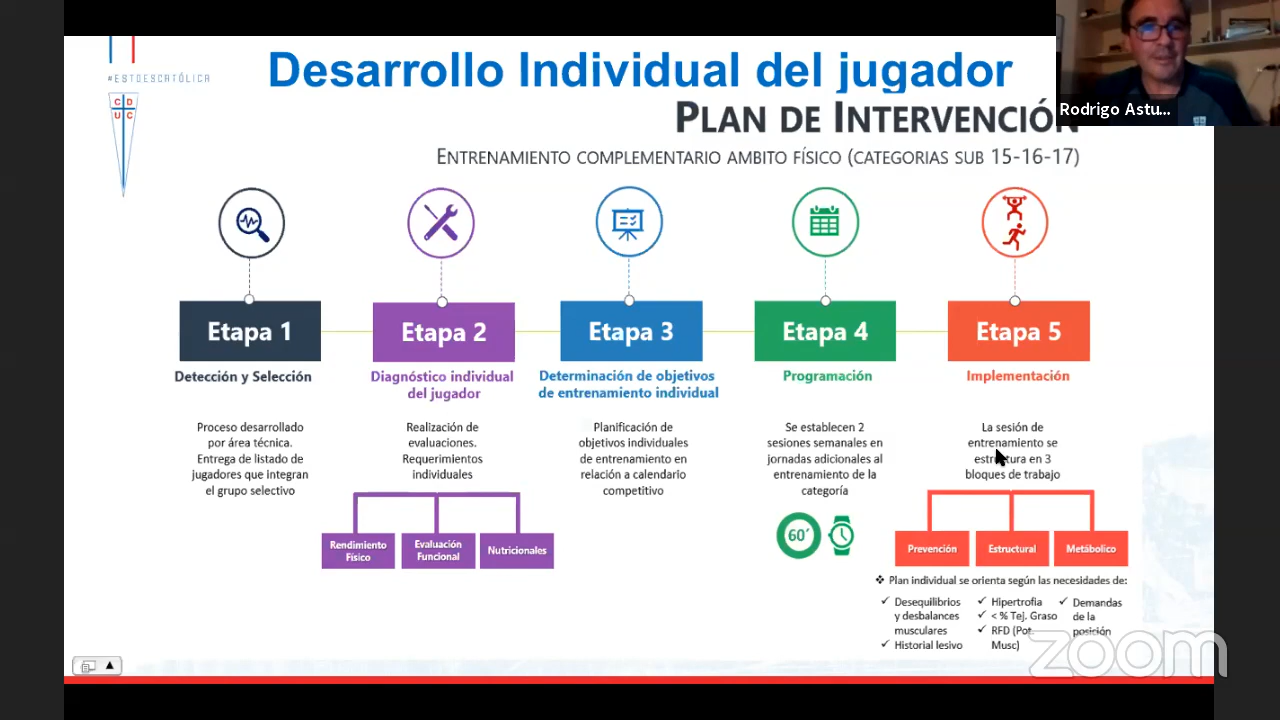 #ESTOESCATÓLICA
CD
UC
Desarrollo Individual del jugador
PLAN DE INTERVENCIÓN
ENTRENAMIENTO COMPLEMENTARIO AMBITO FÍSICO (CATEGORIAS SUB 15-16-17)
Rodrigo Astu...
Etapa 1
Detección y Selección
Proceso desarrollado
por área técnica.
Entrega de listado de
jugadores que integran
el grupo selectivo
Etapa 2
Diagnóstico individual
del jugador
Realización de
evaluaciones.
Requerimientos
individuales
Rendimiento
Físico
Evaluación
Funcional
Nutricionales
Etapa 3
Determinación de objetivos
de entrenamiento individual
Planificación de
objetivos individuales
de entrenamiento en
relación a calendario
competitivo
Etapa 4
Programación
Se establecen 2
sesiones semanales en
jornadas adicionales al
entrenamiento de la
categoría
60´
Etapa 5
Implementación
La sesión de
entrenamiento se
estructura en 3
bloques de trabajo
Prevención
Estructural
Metábolico
❖ Plan individual se orienta según las necesidades de:
✓ Desequilibrios
y desbalances
musculares
✓ Historial lesivo
✓ Hipertrofia
✓ < % Tej. Graso
✓ RFD (Pot.
Musc)
✓ Demandas
de la
posición
zoom